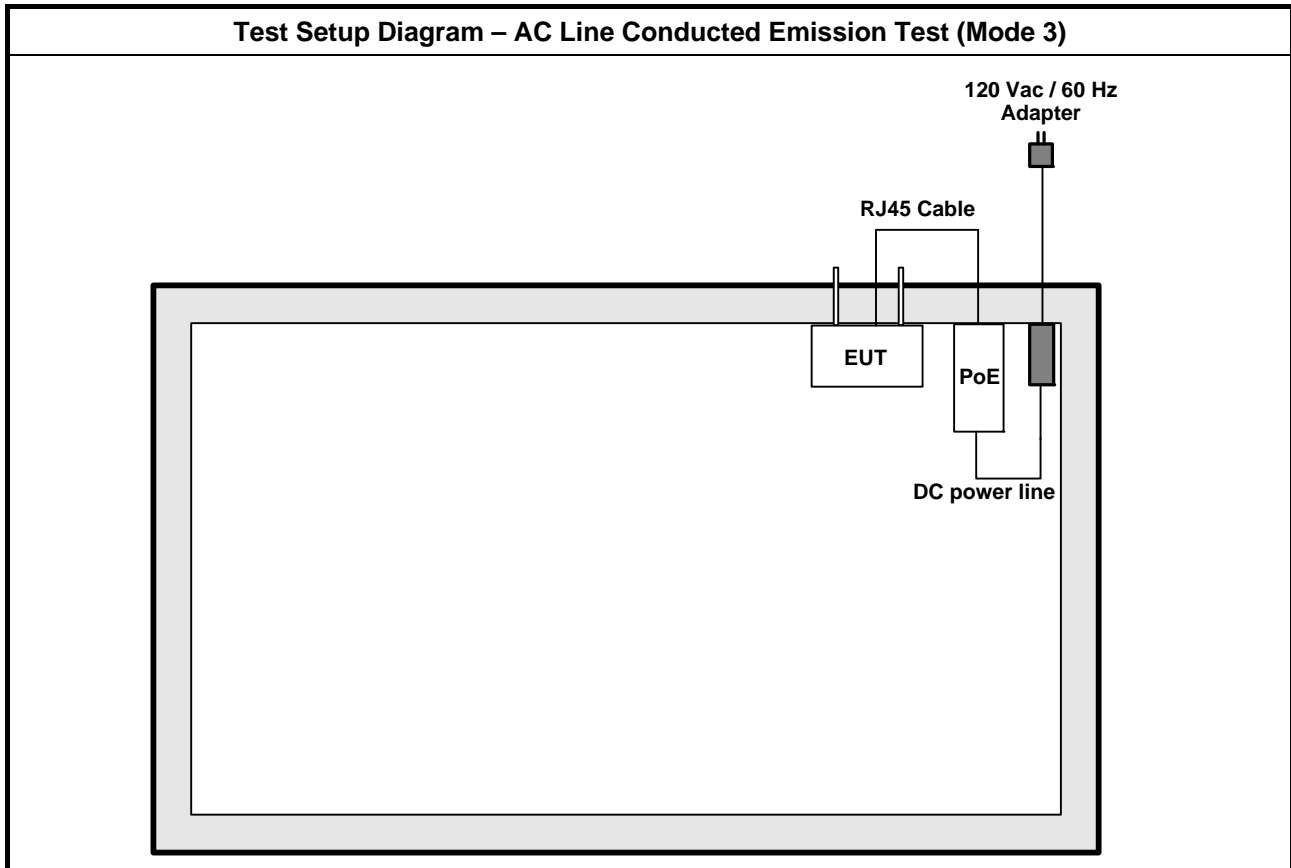 Test Setup Diagram – AC Line Conducted Emission Test (Mode 3)
120 Vac / 60 Hz
Adapter
RJ45 Cable
EUT
PoE
DC power line